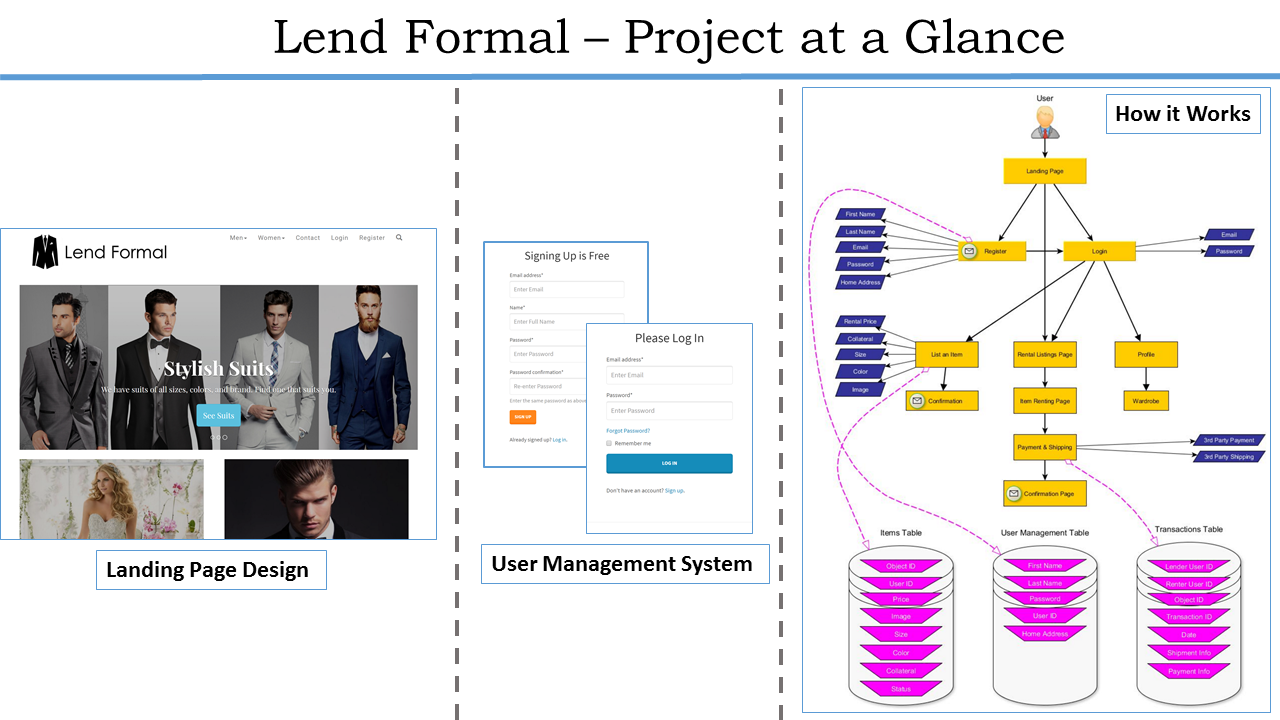 Lend Formal – Project at a Glance
Lend Formal
Men Women Contact Login Register
Stylish Suits
We have suits of all sizes, colors, and brand. Find one that suits you.
See Suits
Landing Page Design
Signing Up is Free
Email address*
Enter Email
Name*
Enter Full Name
Password*
Enter Password
Password confirmation*
Re-enter Password
Enter the same password as above
SIGN UP
Already signed up? Log in.
Please Log In
Email address*
Enter Email
Password*
Enter Password
Forgot Password?
Remember me
LOG IN
Don't have an account? Sign up.
User Management System
How it Works
User
Landing Page
First Name
Last Name
Email
Password
Home Address
Register
Login
Email
Password
Rental Price
Collateral
Size
Color
Image
List an Item
Rental Listings Page
Profile
Confirmation
Item Renting Page
Wardrobe
Payment & Shipping
3rd Party Payment
3rd Party Shipping
Confirmation Page
Items Table
Object ID
User ID
Price
Image
Size
Color
Collateral
Status
User Management Table
First Name
Last Name
Password
User ID
Home Address
Transactions Table
Lender User ID
Renter User ID
Object ID
Transaction ID
Date
Shipment Info
Payment Info